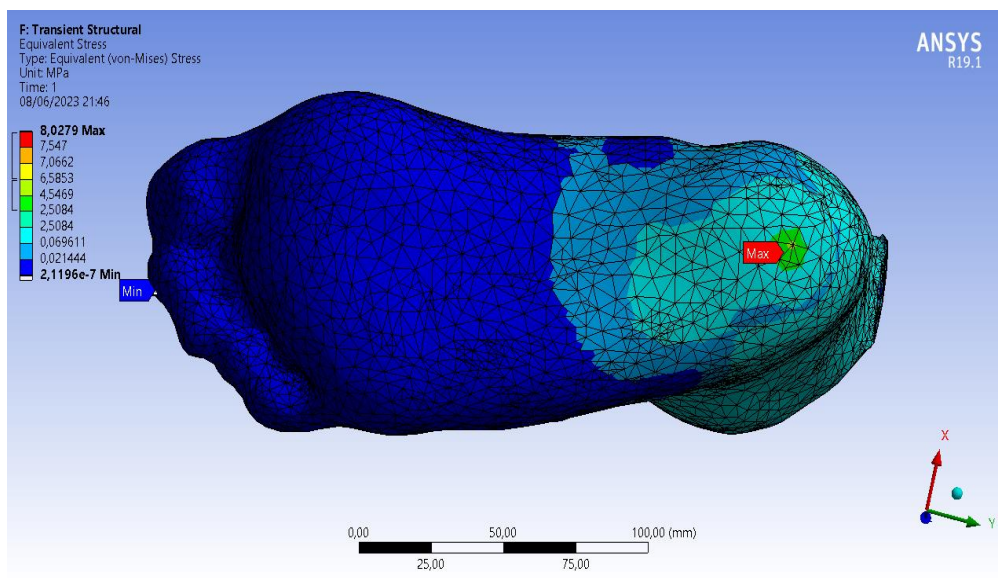 F: Transient Structural
Equivalent Stress
Type: Equivalent (von-Mises) Stress
Unit: MPa
Time: 1
08/06/2023 21:46
ANSYS
R19.1
8,0279 Max
7,547
7,0662
6,5853
4,5469
2,5084
2,5084
0,069611
0,021444
2,1196e-7 Min
Max
Min
X
Y
0,00
50,00
100,00 (mm)
25,00
75,00